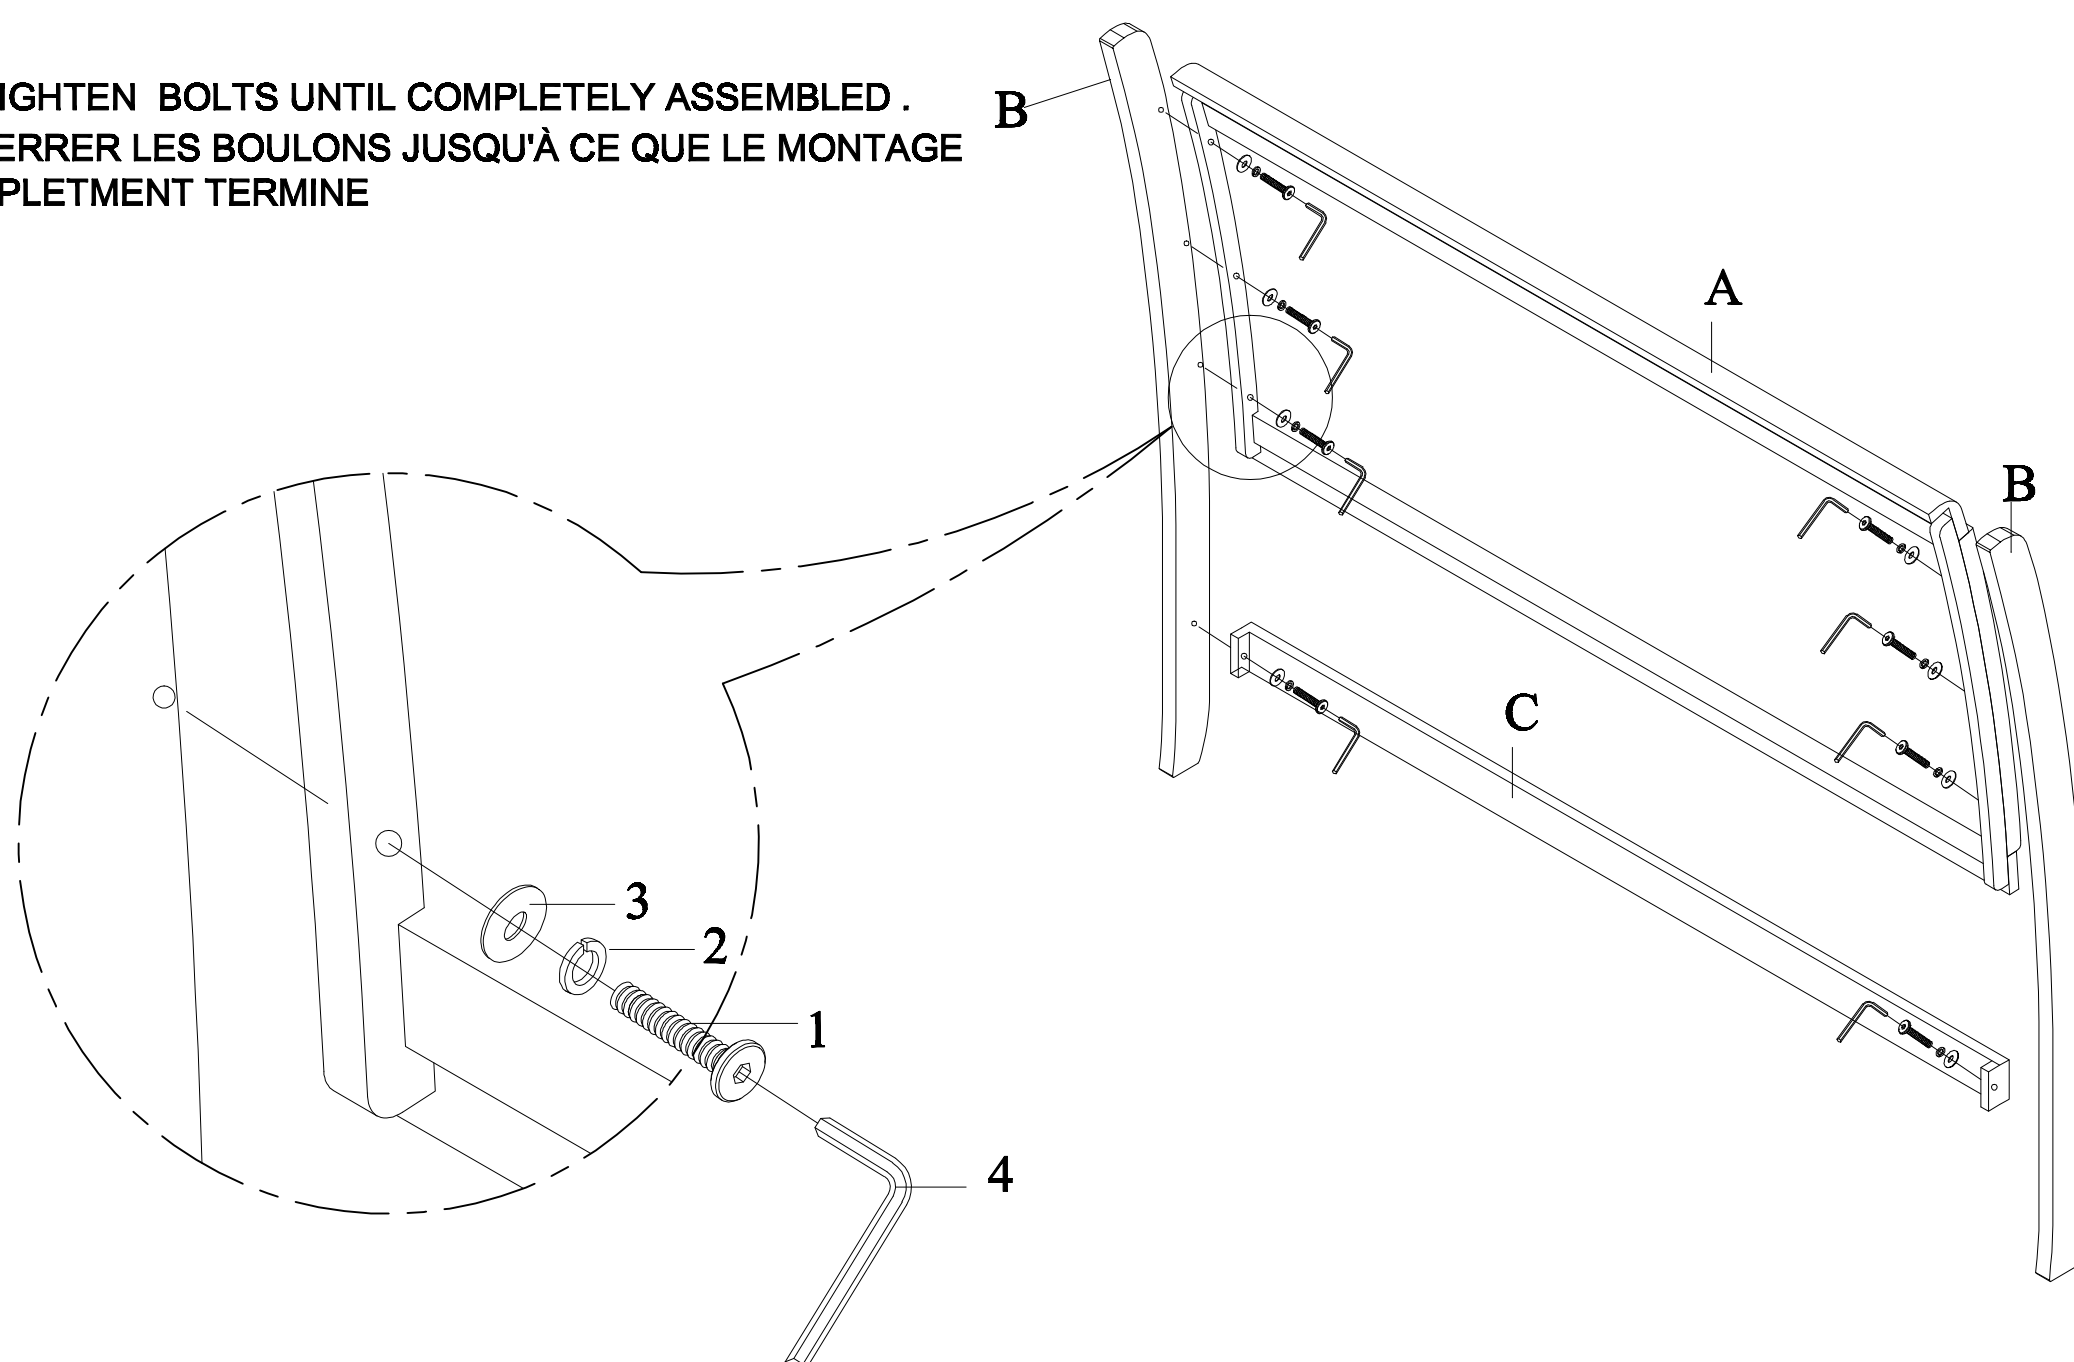 IGHTEN BOLTS UNTIL COMPLETELY ASSEMBLED .
ERRER LES BOULONS JUSQU'À CE QUE LE MONTAGE
PLETMENT TERMINE
B
A
B
C
3
2
1
4